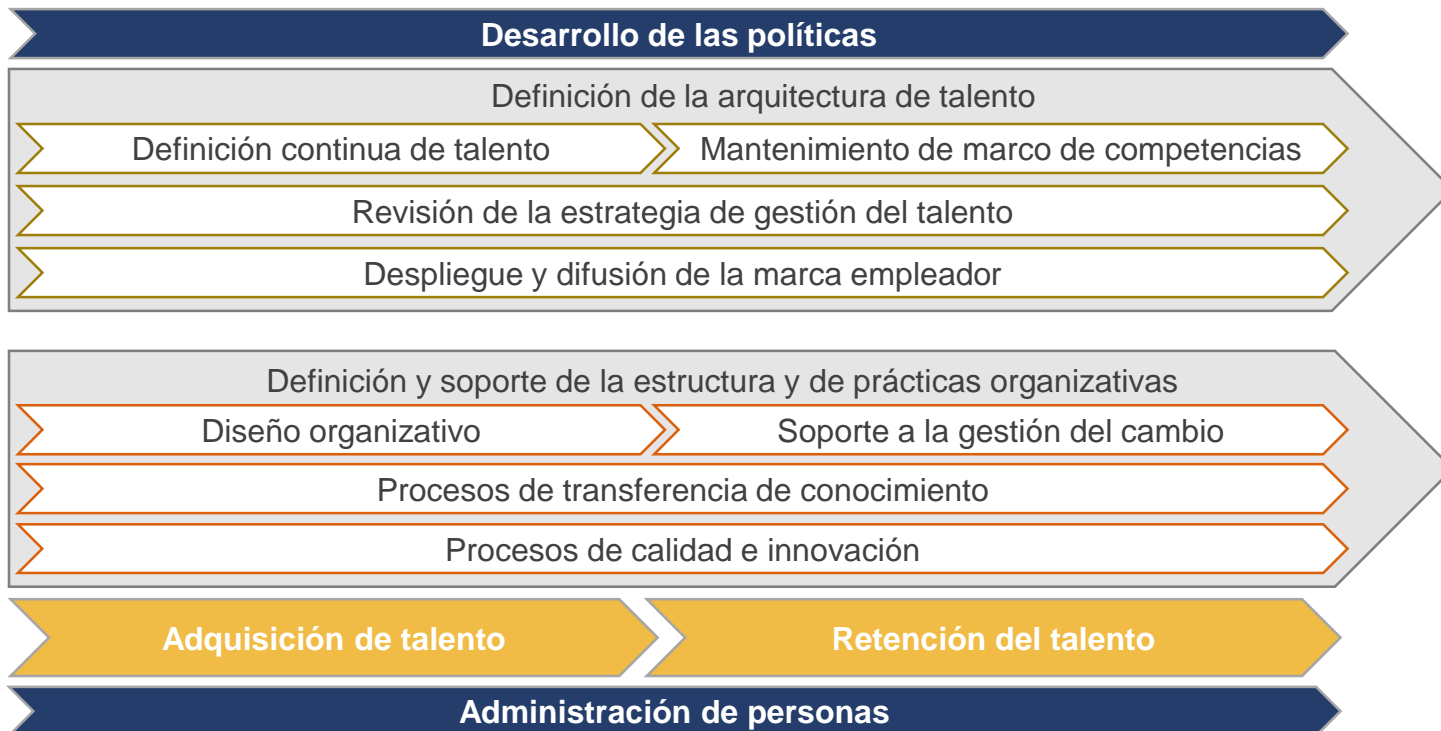 Desarrollo de las políticas
Definición de la arquitectura de talento
Definición continua de talento
Mantenimiento de marco de competencias
Revisión de la estrategia de gestión del talento
Despliegue y difusión de la marca empleador
Definición y soporte de la estructura y de prácticas organizativas
Diseño organizativo
Soporte a la gestión del cambio
Procesos de transferencia de conocimiento
Procesos de calidad e innovación
Adquisición de talento
Retención del talento
Administración de personas